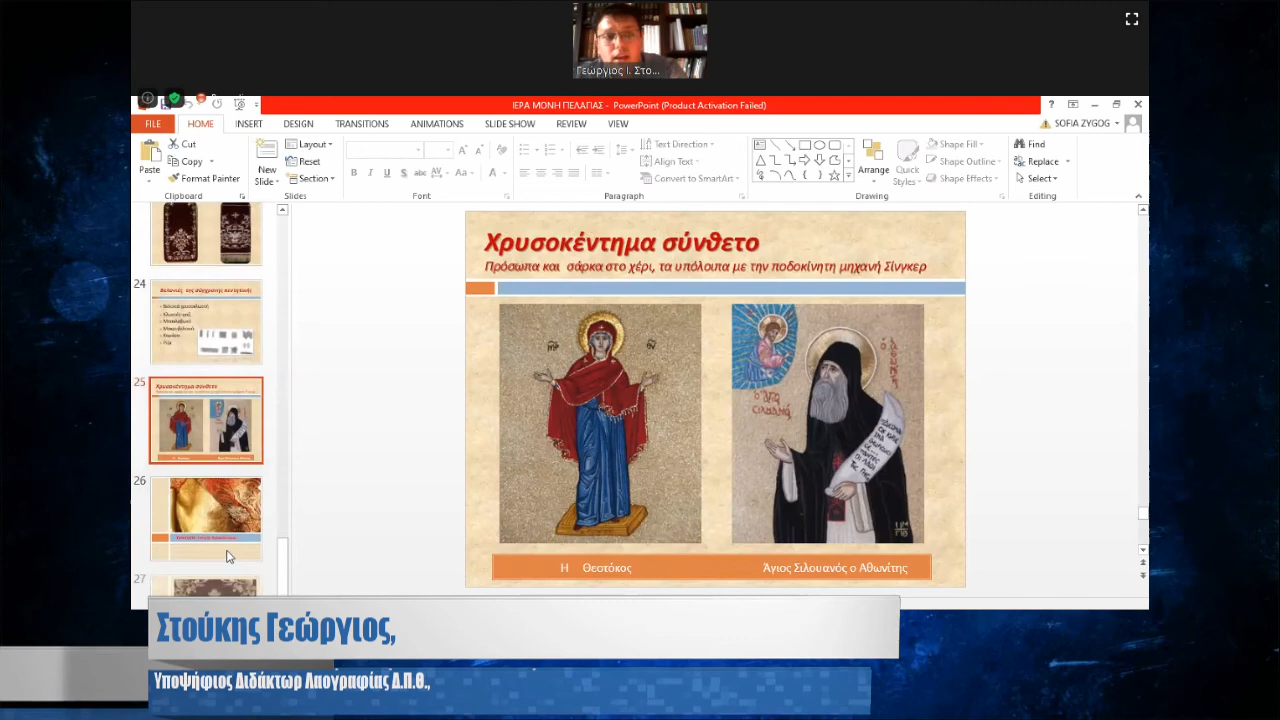 Γεώργιος Ι. Στο...
ΙΕΡΑ ΜΟΝΗ ΠΕΛΑΓΙΑΣ - PowerPoint (Product Activation Failed)
FILE HOME INSERT DESIGN TRANSITIONS ANIMATIONS SLIDE SHOW REVIEW VIEW
SOFIA ZYGOG
Paste
Cut
Copy
Format Painter
Clipboard
New
Slide
Layout
Reset
Section
Slides
Font
Text Direction
Align Text
Convert to SmartArt
Paragraph
Arrange
Quick
Styles
Shape Fill
Shape Outline
Shape Effects
Drawing
Find
Replace
Select
Editing
24
25
Χρυσοκέντημα σύνθετο
26
27
Χρυσοκέντημα σύνθετο
Πρόσωπα και σάρκα στο χέρι, τα υπόλοιπα με την ποδοκίνητη μηχανή Σίνγκερ
Η Θεοτόκος
Άγιος Σιλουανός ο Αθωνίτης
Στούκης Γεώργιος,
Υποψήφιος Διδάκτωρ Λαογραφίας Δ.Π.Θ.,